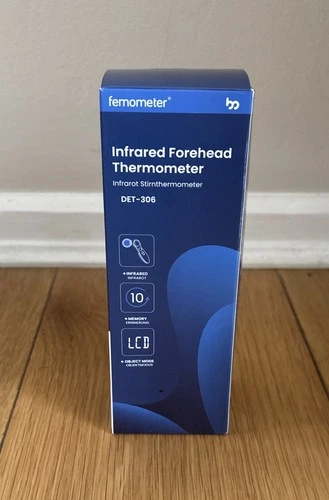 femometer®
Infrared Forehead
Thermometer
Infrarot Stirnthermometer
DET-306
+INFRARED
INFRAROT
10
+MEMORY
ERINNERUNG
LCD
+OBJECT MODE
OBJEKTMODUS